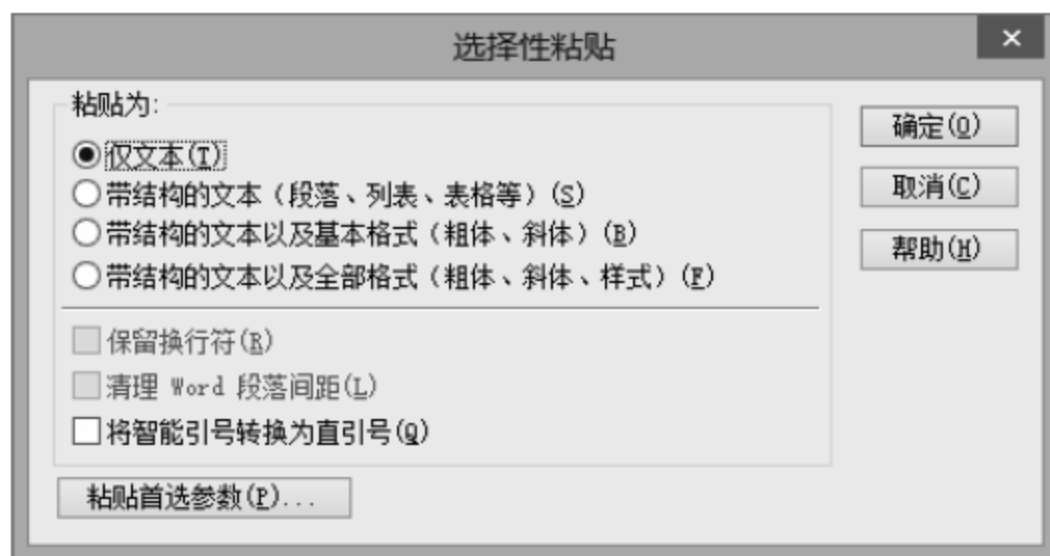 选择性粘贴
粘贴为:
仅文本(T)
带结构的文本（段落、列表、表格等）(S)
带结构的文本以及基本格式（粗体、斜体）(B)
带结构的文本以及全部格式（粗体、斜体、样式）(F)
保留换行符(R)
清理 Word 段落间距(L)
将智能引号转换为直引号(Q)
粘贴首选参数(P)...
确定(O)
取消(C)
帮助(H)